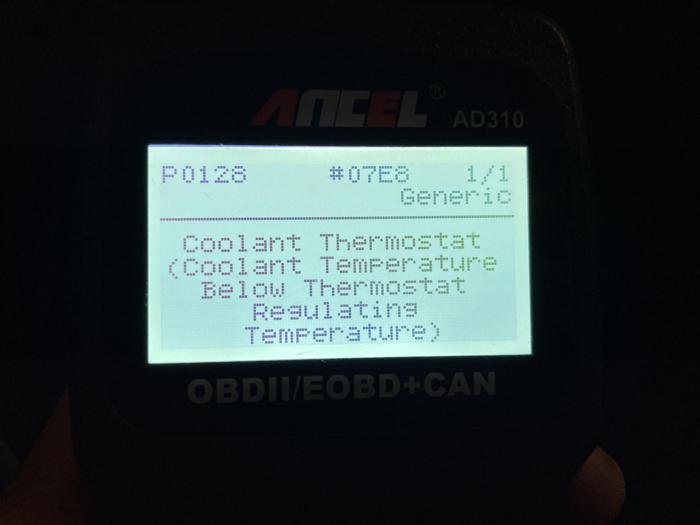 ANCEL®
AD310
P0128 #07E8 1/1
Generic
Coolant Thermostat
(Coolant Temperature
Below Thermostat
Regulating
Temperature)
OBDII/EOBD+CAN